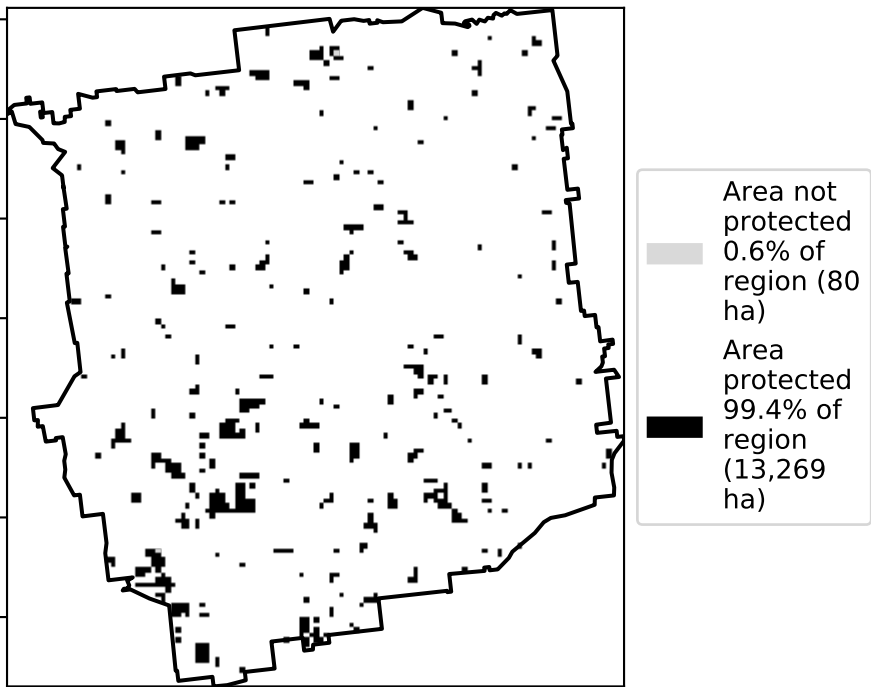 Area not
protected
0.6% of
region (80
ha)
Area
protected
99.4% of
region
(13,269
ha)